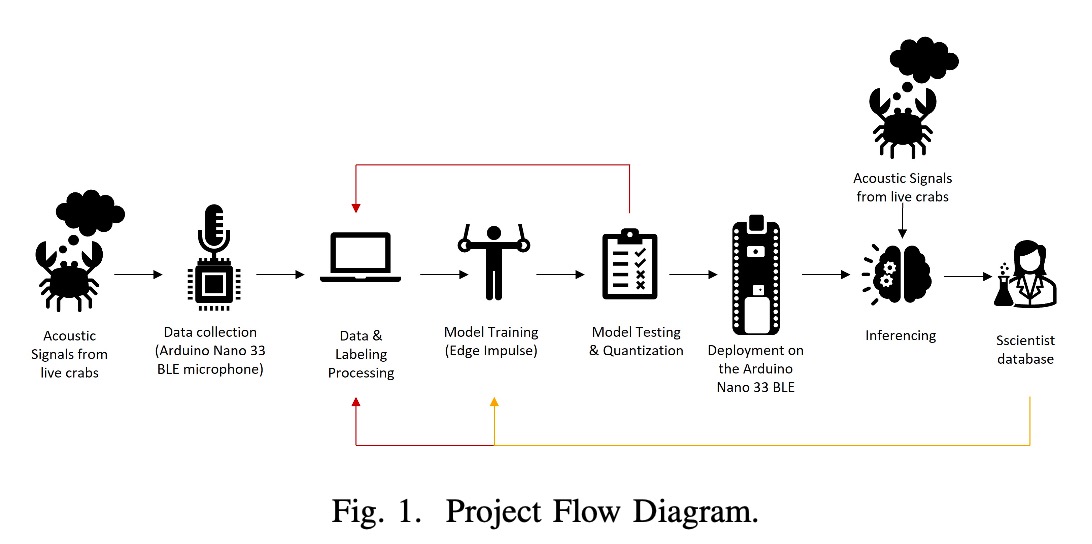 Acoustic Signals
from live crabs
Acoustic
Signals from
live crabs
Data collection
(Arduino Nano 33
BLE microphone)
Data &
Labeling
Processing
Model Training
(Edge Impulse)
Model Testing
& Quantization
Deployment on
the Arduino
Nano 33 BLE
Inferencing
Sscientist
database
Fig. 1. Project Flow Diagram.